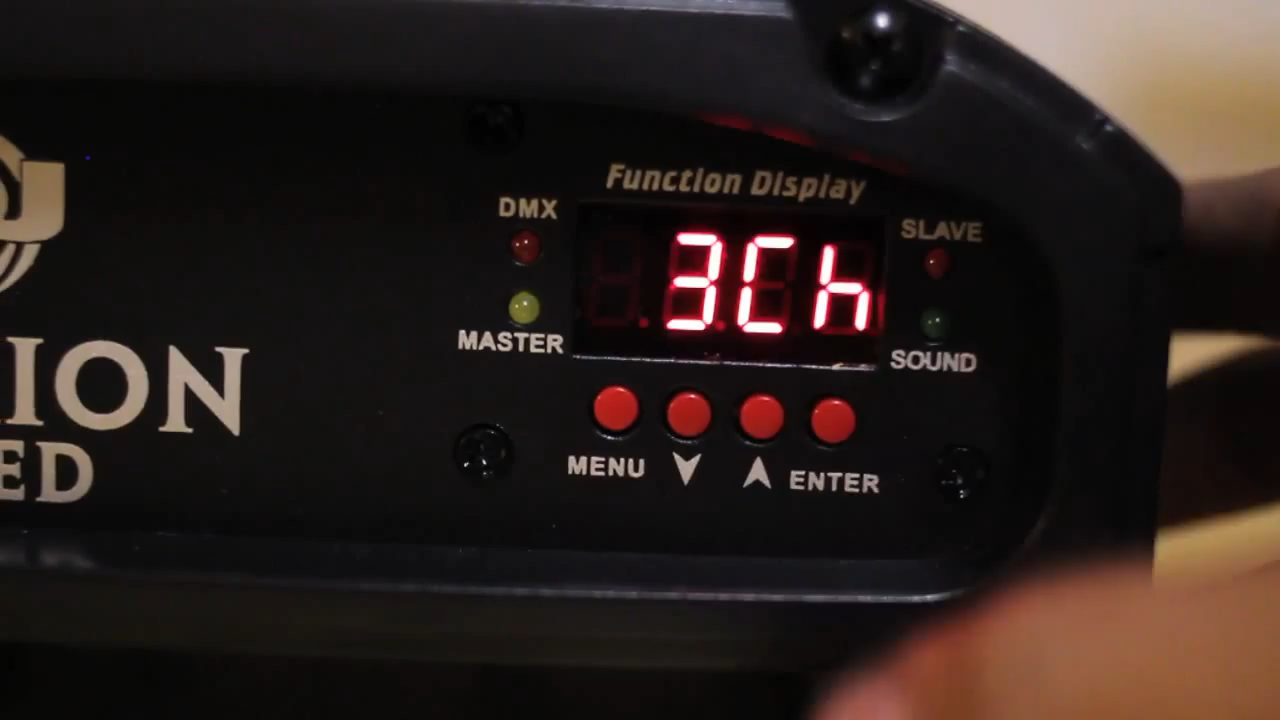 Function Display
DMX
SLAVE
3Ch
MASTER
SOUND
ION
ED
MENU
ENTER